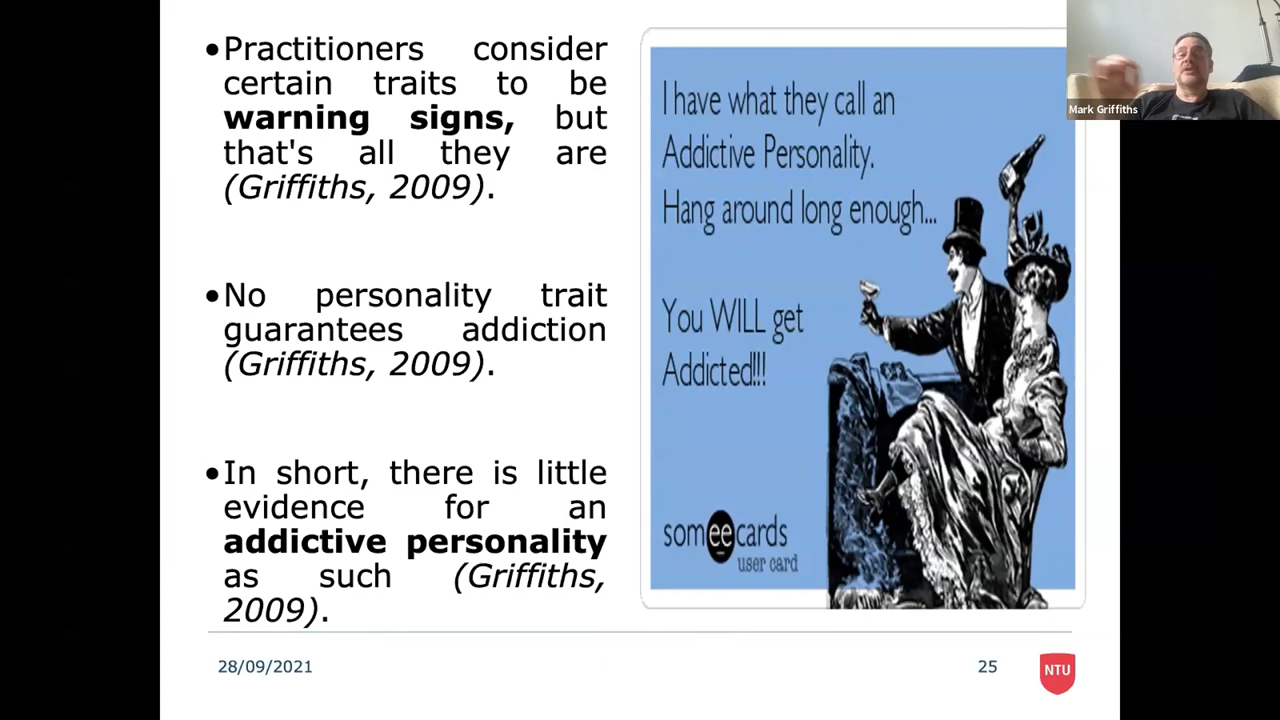 •Practitioners consider
certain traits to be
warning signs, but
that's all they are
(Griffiths, 2009).
•No personality trait
guarantees addiction
(Griffiths, 2009).
•In short, there is little
evidence for an
addictive personality
as such (Griffiths,
2009).
I have what they call an
Addictive Personality.
Hang around long enough...
You WILL get
Addicted!!!
someecards
user card
Mark Griffiths
28/09/2021
25
NTU